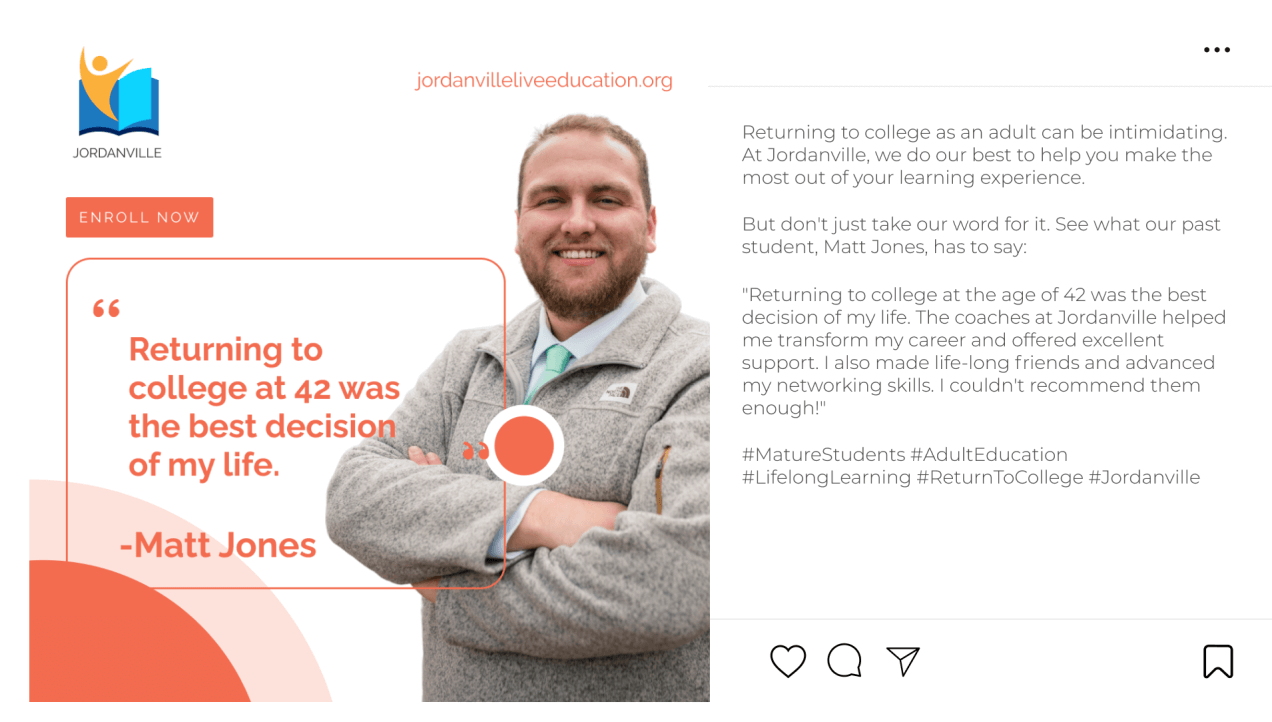 JORDANVILLE
jordanvilleliveeducation.org
ENROLL NOW
“
Returning to
college at 42 was
the best decision
of my life.
”
-Matt Jones
Returning to college as an adult can be intimidating.
At Jordanville, we do our best to help you make the
most out of your learning experience.
But don't just take our word for it. See what our past
student, Matt Jones, has to say:
"Returning to college at the age of 42 was the best
decision of my life. The coaches at Jordanville helped
me transform my career and offered excellent
support. I also made life-long friends and advanced
my networking skills. I couldn't recommend them
enough!"
#MatureStudents #AdultEducation
#LifelongLearning #ReturnToCollege #Jordanville